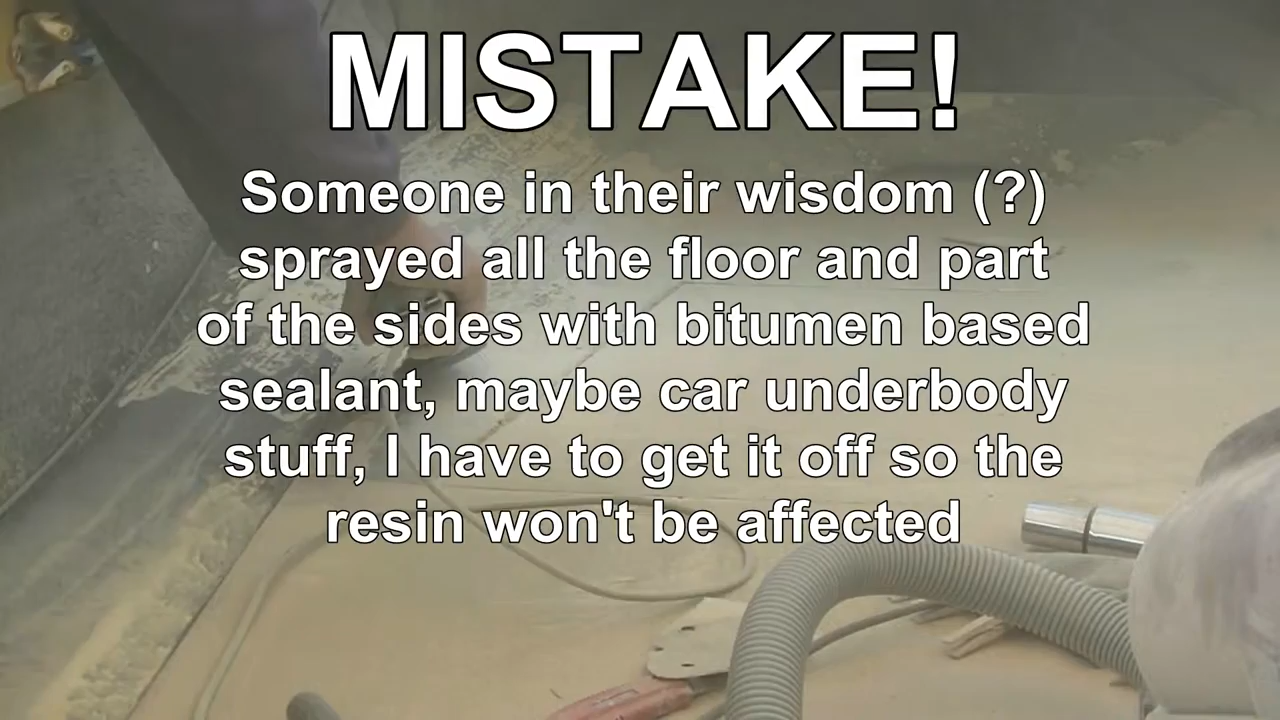 MISTAKE!
Someone in their wisdom (?)
sprayed all the floor and part
of the sides with bitumen based
sealant, maybe car underbody
stuff, I have to get it off so the
resin won't be affected